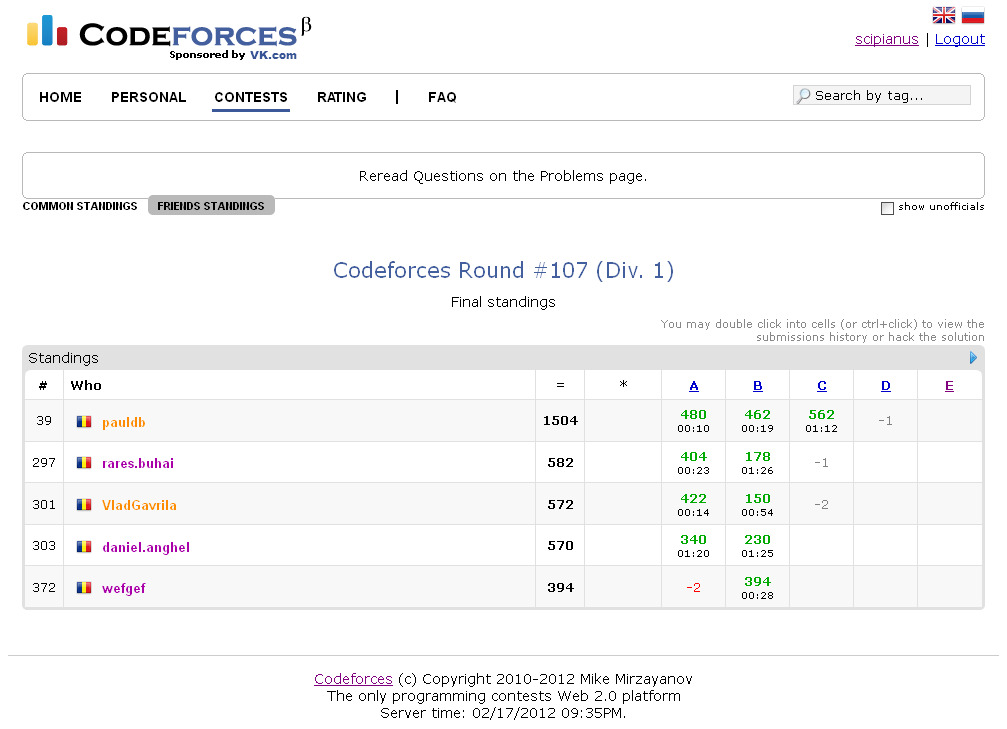 CODEFORCES β
Sponsored by VK.com
scipianus | Logout
HOME PERSONAL CONTESTS RATING | FAQ
Search by tag...
Reread Questions on the Problems page.
COMMON STANDINGS FRIENDS STANDINGS
show unofficials
Codeforces Round #107 (Div. 1)
Final standings
You may double click into cells (or ctrl+click) to view the
submissions history or hack the solution
Standings
# Who = * A B C D E
39 pauldb 1504 480 462 562 -1
00:10 00:19 01:12
297 rares.buhai 582 404 178 -1
00:23 01:26
301 VladGavrila 572 422 150 -2
00:14 00:54
303 daniel.anghel 570 340 230
01:20 01:25
372 wefgef 394 -2 394
00:28
Codeforces (c) Copyright 2010-2012 Mike Mirzayanov
The only programming contests Web 2.0 platform
Server time: 02/17/2012 09:35PM.